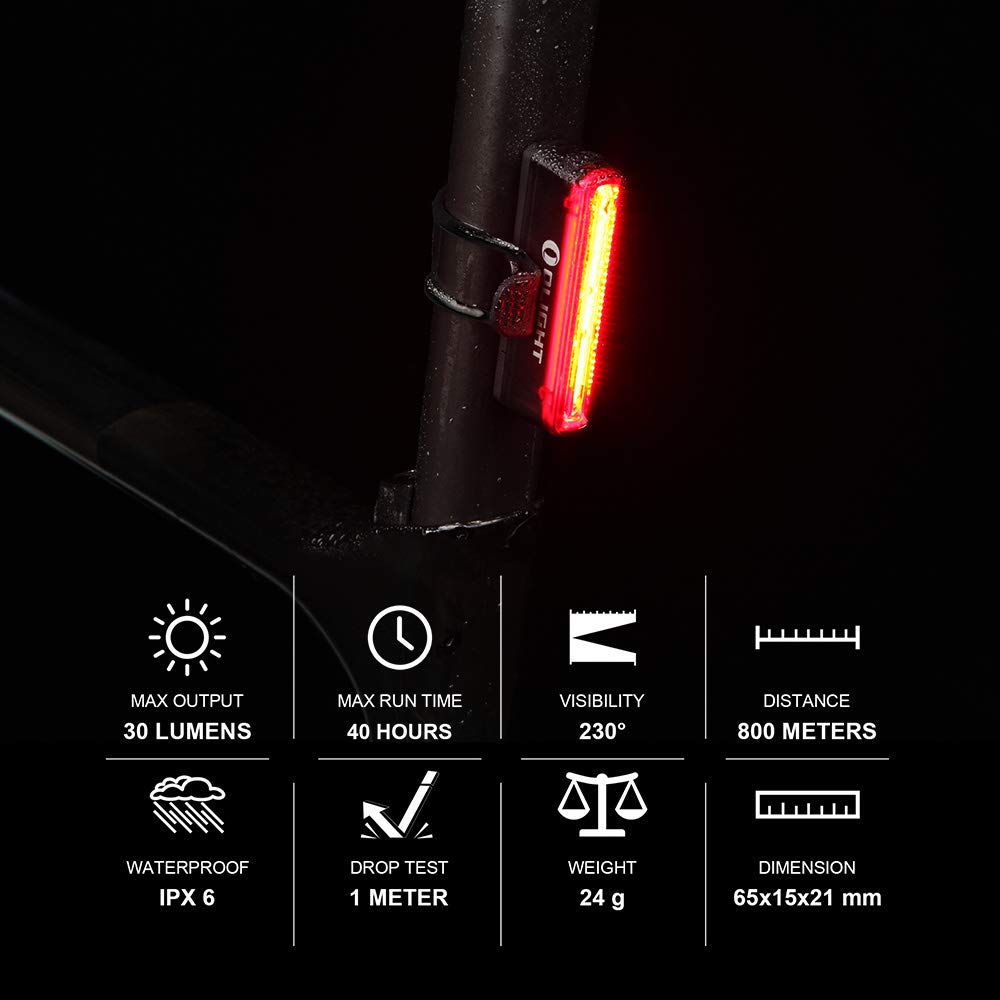 OLIGHT
MAX OUTPUT
30 LUMENS
MAX RUN TIME
40 HOURS
VISIBILITY
230°
DISTANCE
800 METERS
WATERPROOF
IPX 6
DROP TEST
1 METER
WEIGHT
24 g
DIMENSION
65x15x21 mm